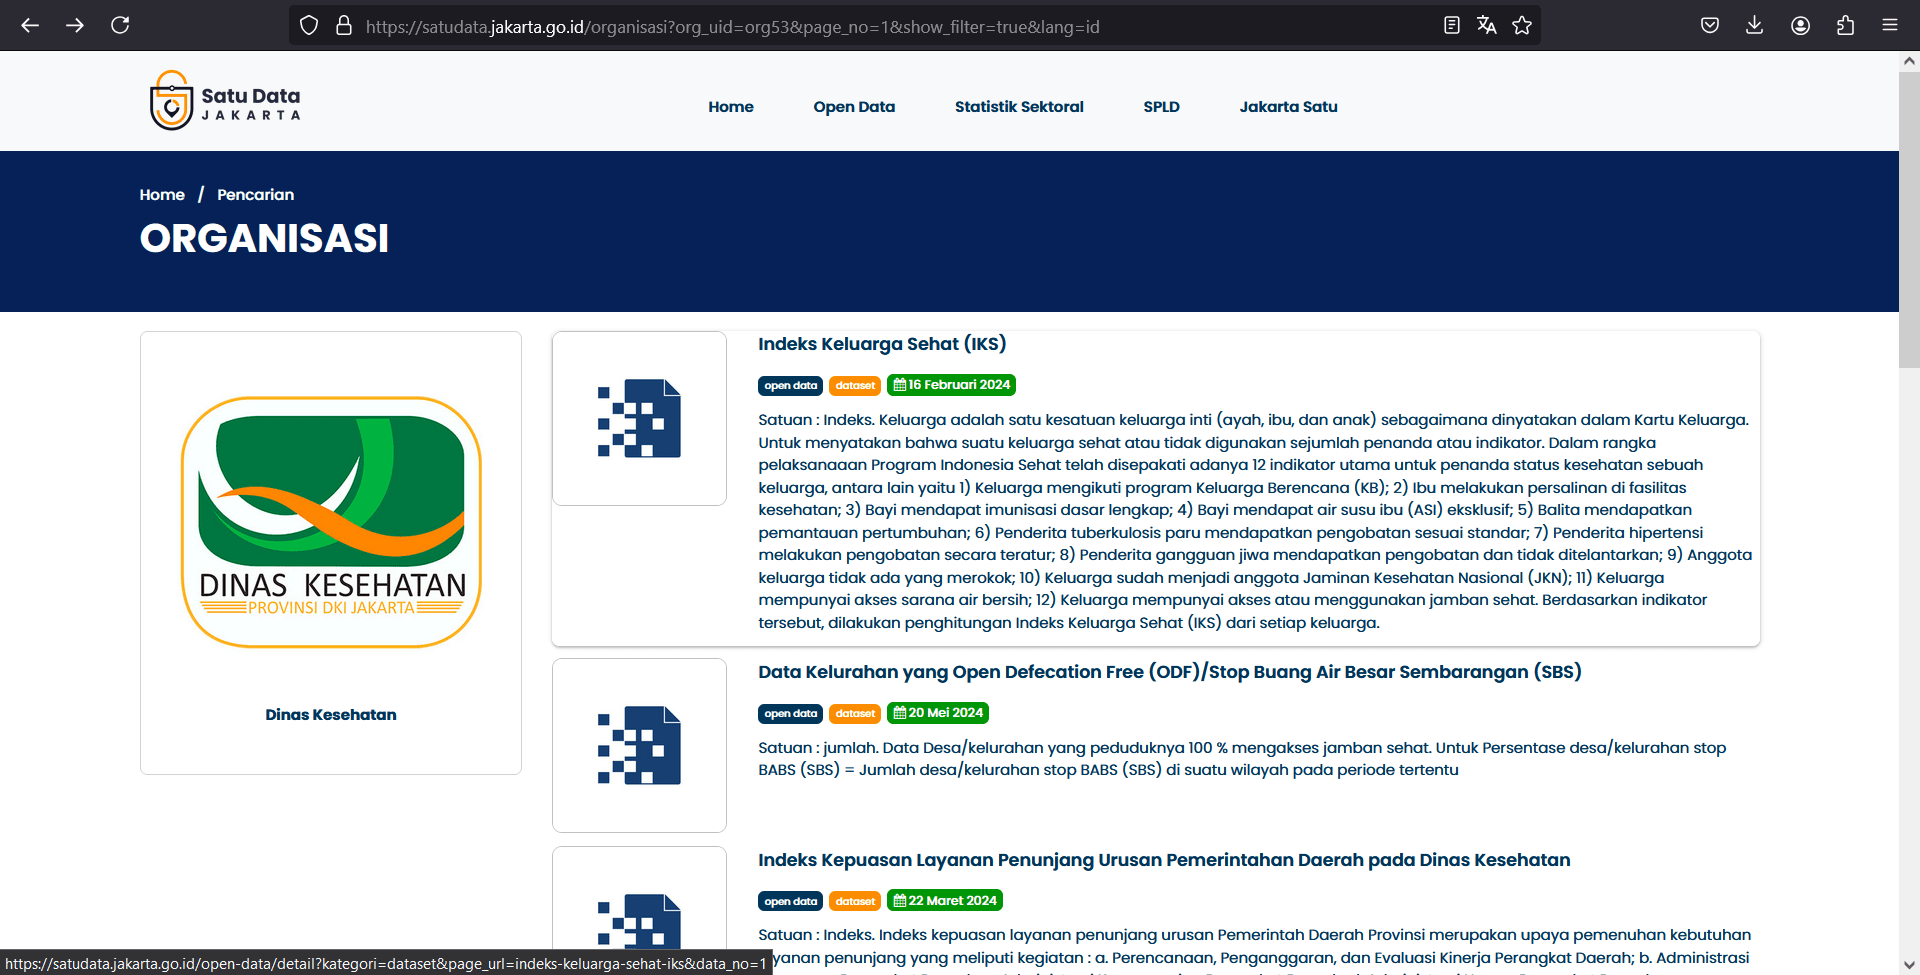 https://satudata.jakarta.go.id/organisasi?org_uid=org53&page_no=1&show_filter=true&lang=id
Satu Data
JAKARTA
Home
Open Data
Statistik Sektoral
SPLD
Jakarta Satu
Home / Pencarian
ORGANISASI
DINAS KESEHATAN
PROVINSI DKI JAKARTA
Dinas Kesehatan
Indeks Keluarga Sehat (IKS)
open data dataset 16 Februari 2024
Satuan : Indeks. Keluarga adalah satu kesatuan keluarga inti (ayah, ibu, dan anak) sebagaimana dinyatakan dalam Kartu Keluarga.
Untuk menyatakan bahwa suatu keluarga sehat atau tidak digunakan sejumlah penanda atau indikator. Dalam rangka
pelaksanaaan Program Indonesia Sehat telah disepakati adanya 12 indikator utama untuk penanda status kesehatan sebuah
keluarga, antara lain yaitu 1) Keluarga mengikuti program Keluarga Berencana (KB); 2) Ibu melakukan persalinan di fasilitas
kesehatan; 3) Bayi mendapat imunisasi dasar lengkap; 4) Bayi mendapat air susu ibu (ASI) eksklusif; 5) Balita mendapatkan
pemantauan pertumbuhan; 6) Penderita tuberkulosis paru mendapatkan pengobatan sesuai standar; 7) Penderita hipertensi
melakukan pengobatan secara teratur; 8) Penderita gangguan jiwa mendapatkan pengobatan dan tidak ditelantarkan; 9) Anggota
keluarga tidak ada yang merokok; 10) Keluarga sudah menjadi anggota Jaminan Kesehatan Nasional (JKN); 11) Keluarga
mempunyai akses sarana air bersih; 12) Keluarga mempunyai akses atau menggunakan jamban sehat. Berdasarkan indikator
tersebut, dilakukan penghitungan Indeks Keluarga Sehat (IKS) dari setiap keluarga.
Data Kelurahan yang Open Defecation Free (ODF)/Stop Buang Air Besar Sembarangan (SBS)
open data dataset 20 Mei 2024
Satuan : jumlah. Data Desa/kelurahan yang peduduknya 100 % mengakses jamban sehat. Untuk Persentase desa/kelurahan stop
BABS (SBS) = Jumlah desa/kelurahan stop BABS (SBS) di suatu wilayah pada periode tertentu
Indeks Kepuasan Layanan Penunjang Urusan Pemerintahan Daerah pada Dinas Kesehatan
open data dataset 22 Maret 2024
Satuan : Indeks. Indeks kepuasan layanan penunjang urusan Pemerintah Daerah Provinsi merupakan upaya pemenuhan kebutuhan
yanan penunjang yang meliputi kegiatan : a. Perencanaan, Penganggaran, dan Evaluasi Kinerja Perangkat Daerah; b. Administrasi
https://satudata.jakarta.go.id/open-data/detail?kategori=dataset&page_url=indeks-keluarga-sehat-iks&data_no=1